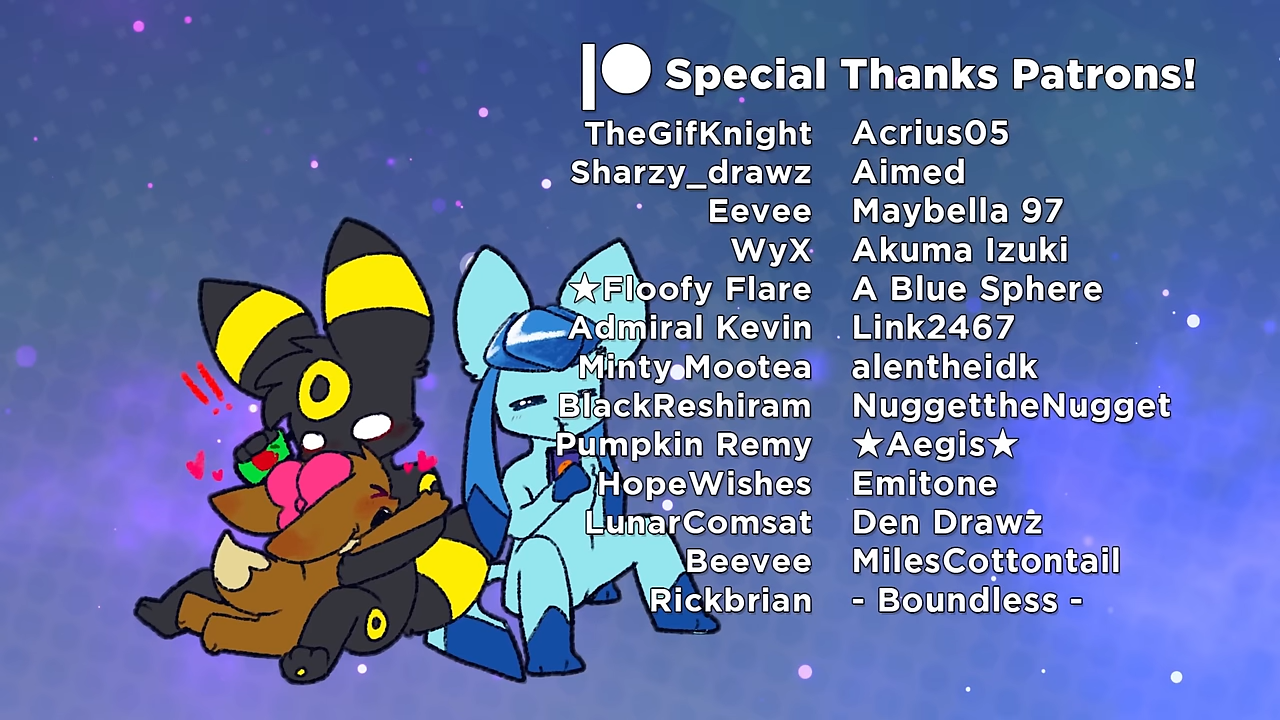 Special Thanks Patrons!
TheGifKnight Acrius05
Sharzy_drawz Aimed
Eevee Maybella 97
WyX Akuma Izuki
★Floofy Flare A Blue Sphere
Admiral Kevin Link2467
Minty Mootea alentheidk
BlackReshiram NuggettheNugget
Pumpkin Remy ★Aegis★
HopeWishes Emitone
LunarComsat Den Drawz
Beevee MilesCottontail
Rickbrian - Boundless -